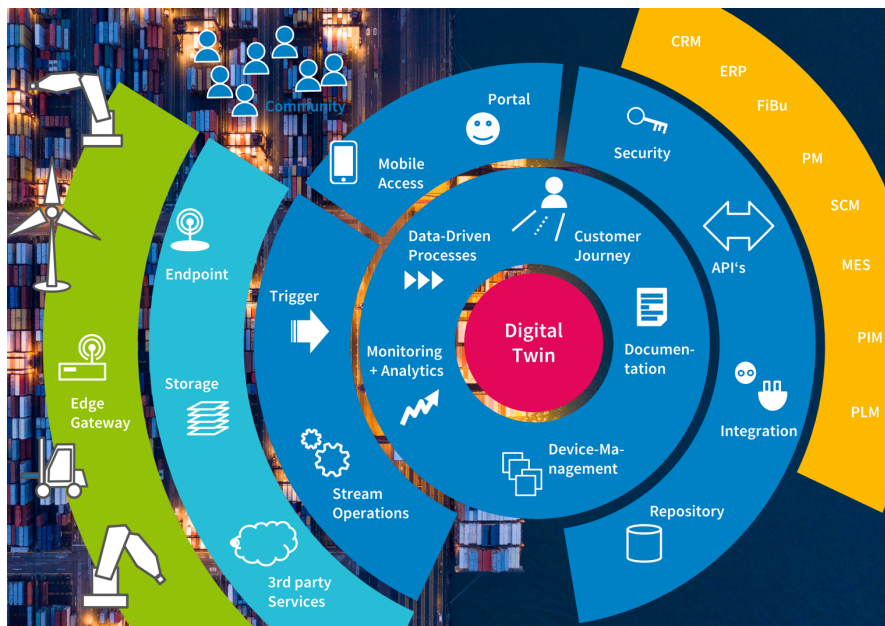 Community
Portal
Mobile
Access
CRM
ERP
FiBu
PM
SCM
MES
PIM
PLM
Security
API‘s
Integration
Repository
Endpoint
Storage
3rd party
Services
Edge
Gateway
Trigger
Stream
Operations
Data-Driven
Processes
Customer
Journey
Monitoring
+ Analytics
Documen-
tation
Device-Ma-
nagement
Digital
Twin